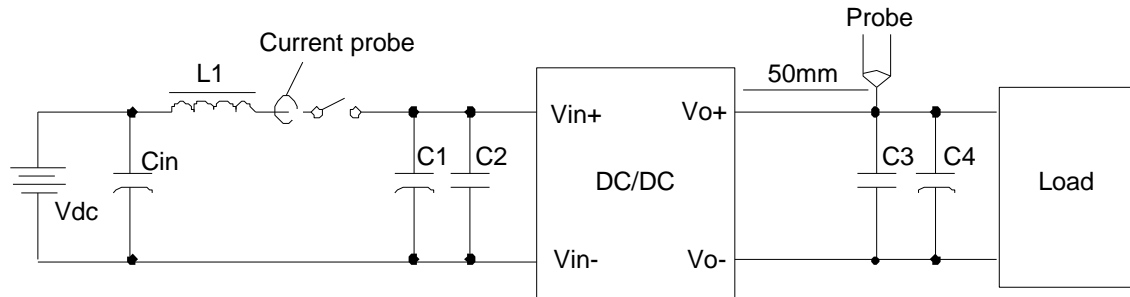 Probe
Current probe
L1
50mm
Vin+
Vo+
Cin
C1
C2
C3
C4
DC/DC
Load
Vdc
Vin-
Vo-